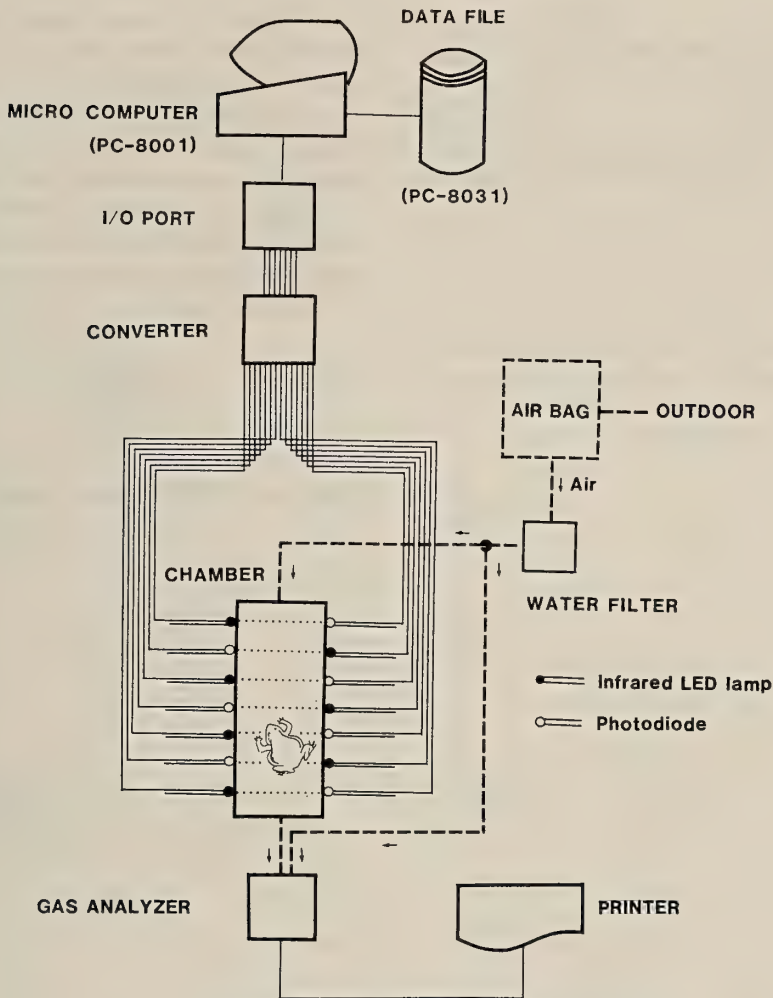 DATA FILE
MICRO COMPUTER
(PC-8001)
(PC-8031)
I/O PORT
CONVERTER
AIR BAG
OUTDOOR
Air
CHAMBER
WATER FILTER
Infrared LED lamp
Photodiode
GAS ANALYZER
PRINTER